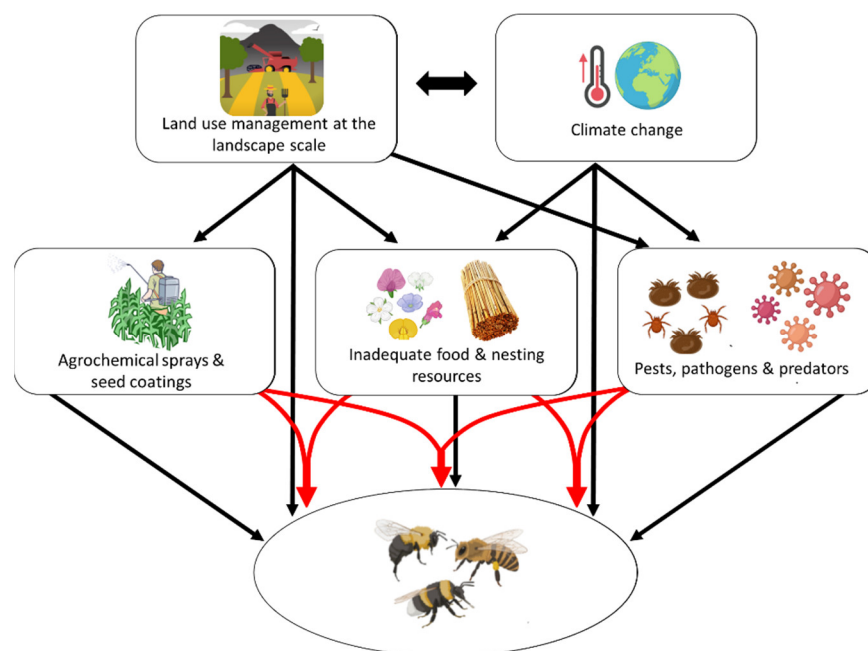 Land use management at the
landscape scale
Climate change
Agrochemical sprays &
seed coatings
Inadequate food & nesting
resources
Pests, pathogens & predators